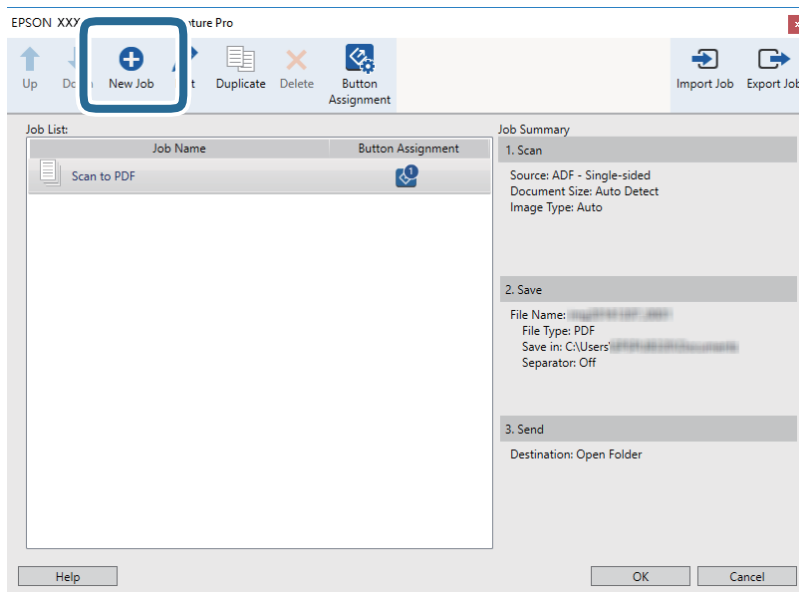 EPSON XXX ture Pro
Up
New Job
Duplicate
Delete
Button
Assignment
Import Job
Export Job
Job List:
Job Name
Button Assignment
Scan to PDF
1
Job Summary
1. Scan
Source: ADF - Single-sided
Document Size: Auto Detect
Image Type: Auto
2. Save
File Name:
File Type: PDF
Save in: C:\Users\
Separator: Off
3. Send
Destination: Open Folder
Help
OK
Cancel